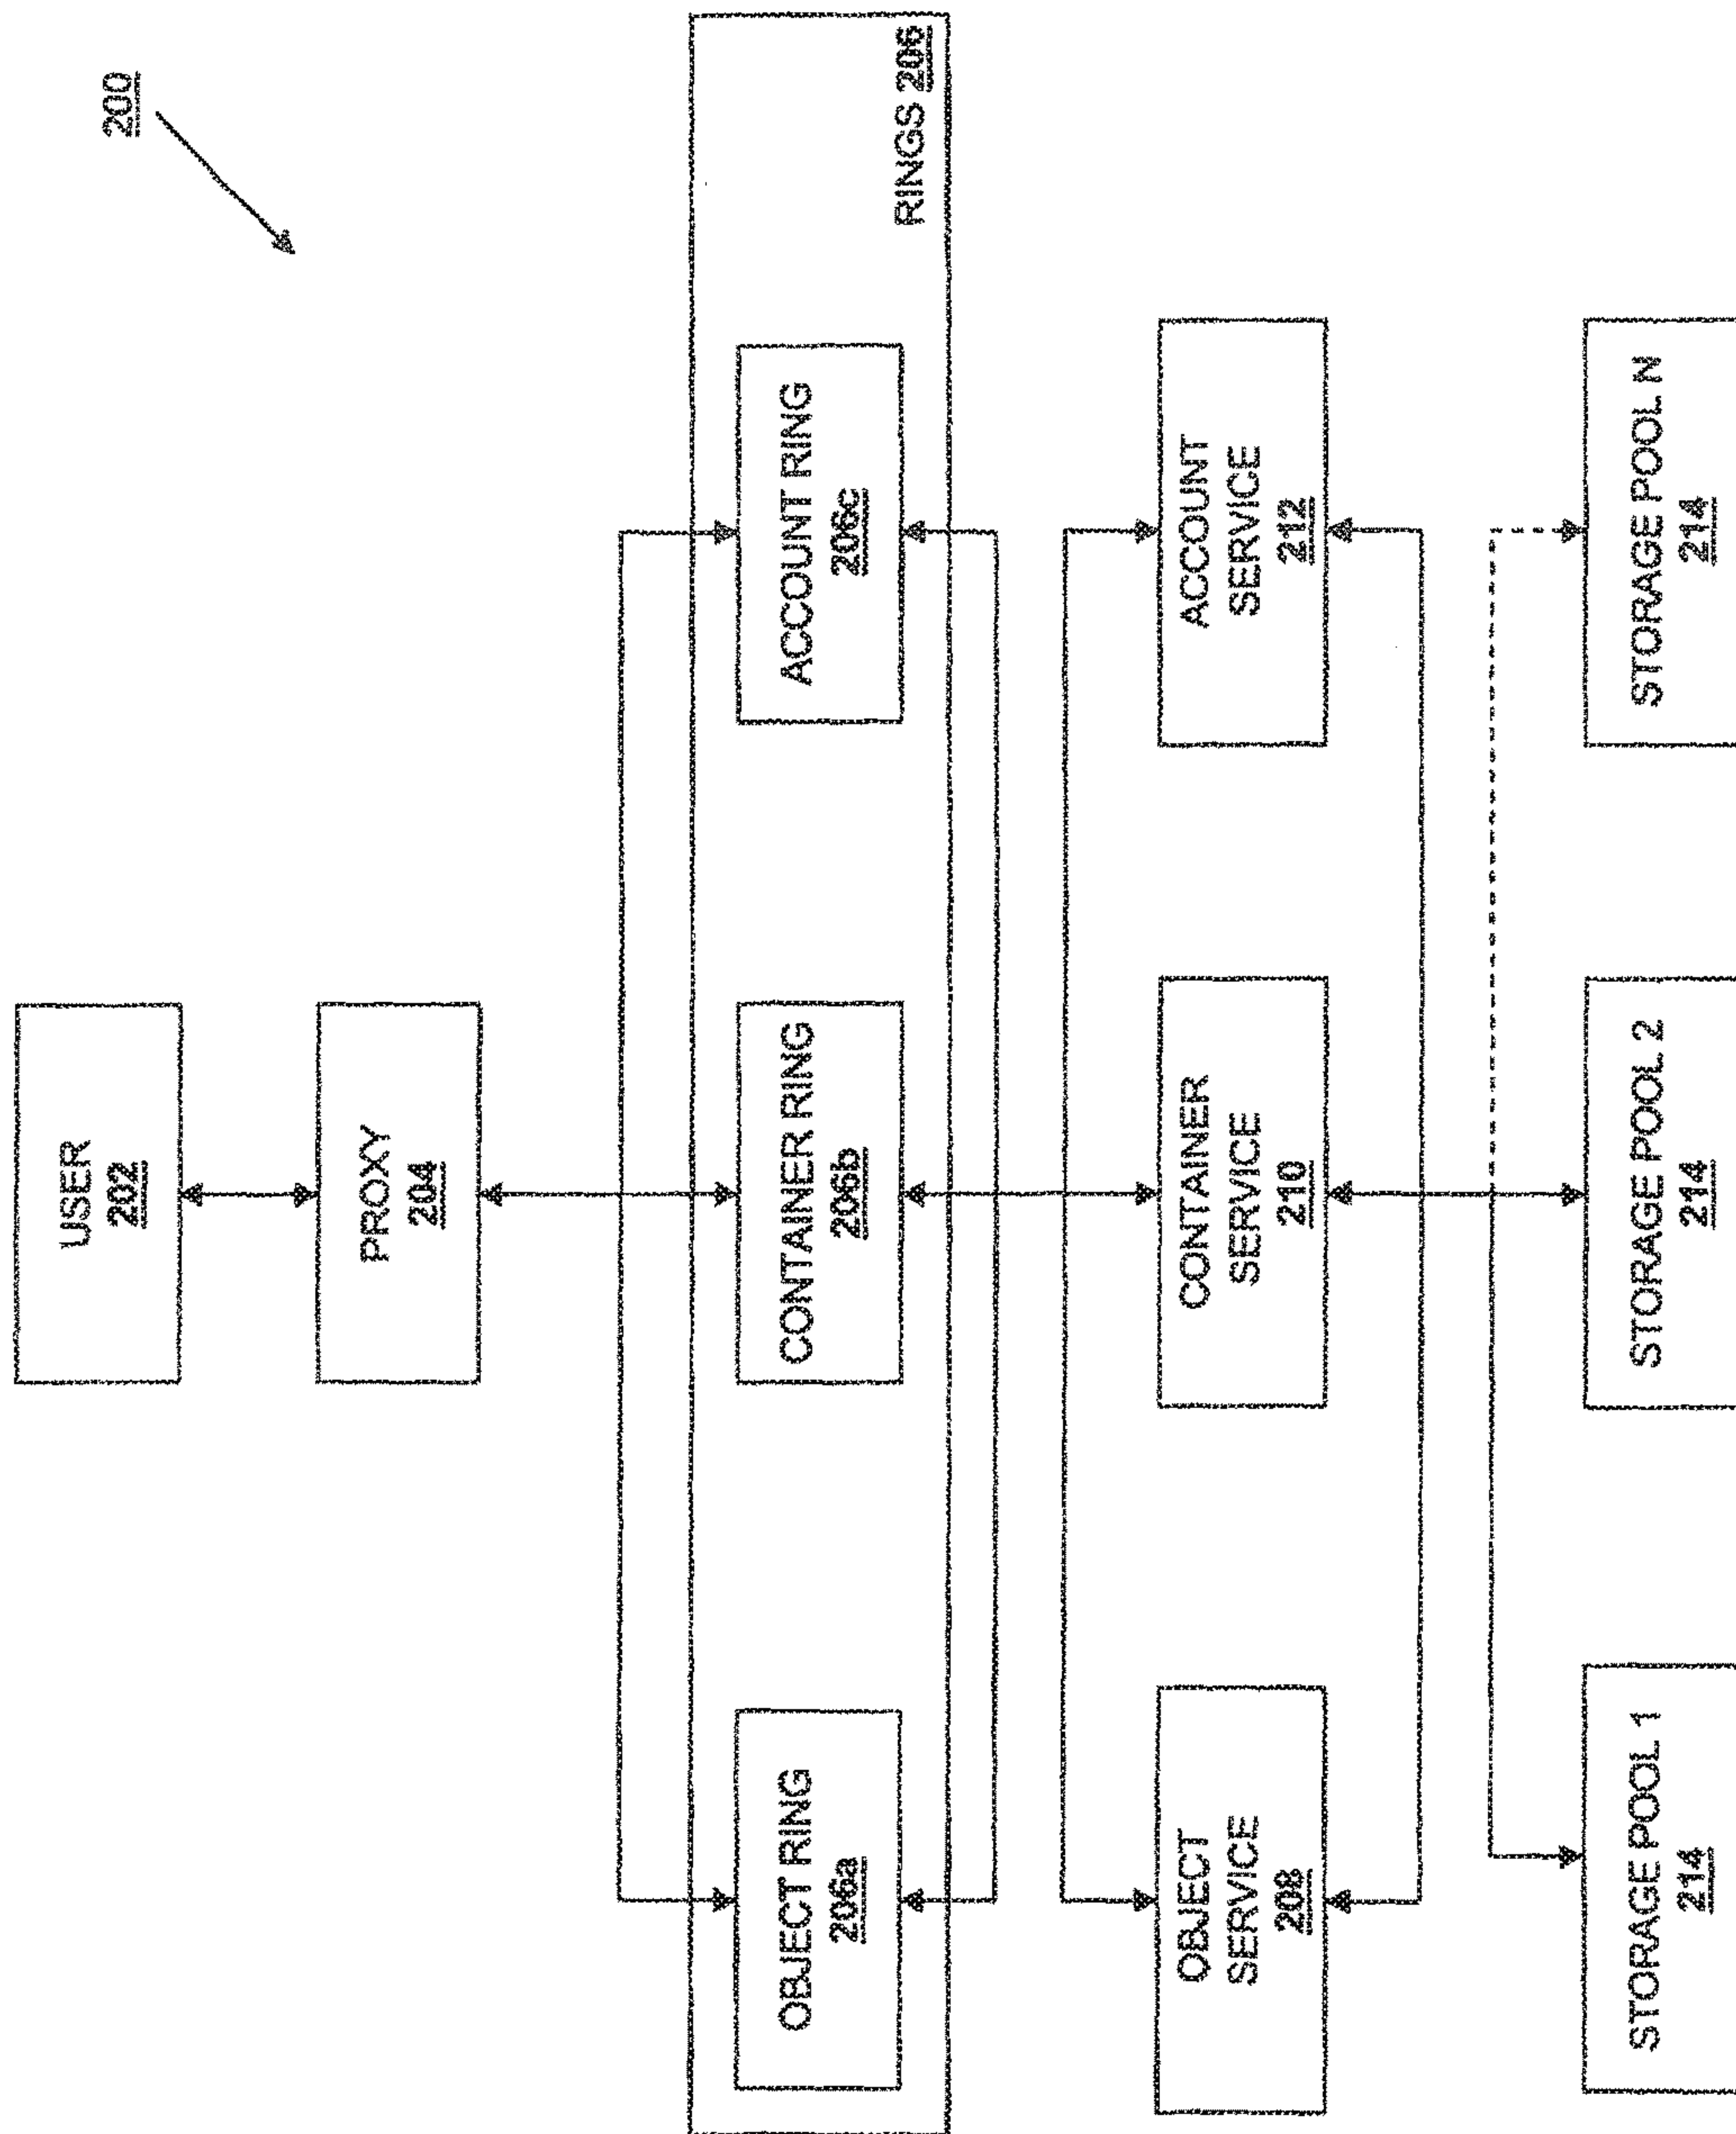 200
USER
202
PROXY
204
OBJECT RING
206a
CONTAINER RING
206b
ACCOUNT RING
206c
RINGS 206
OBJECT
SERVICE
208
CONTAINER
SERVICE
210
ACCOUNT
SERVICE
212
STORAGE POOL 1
214
STORAGE POOL 2
214
STORAGE POOL N
214